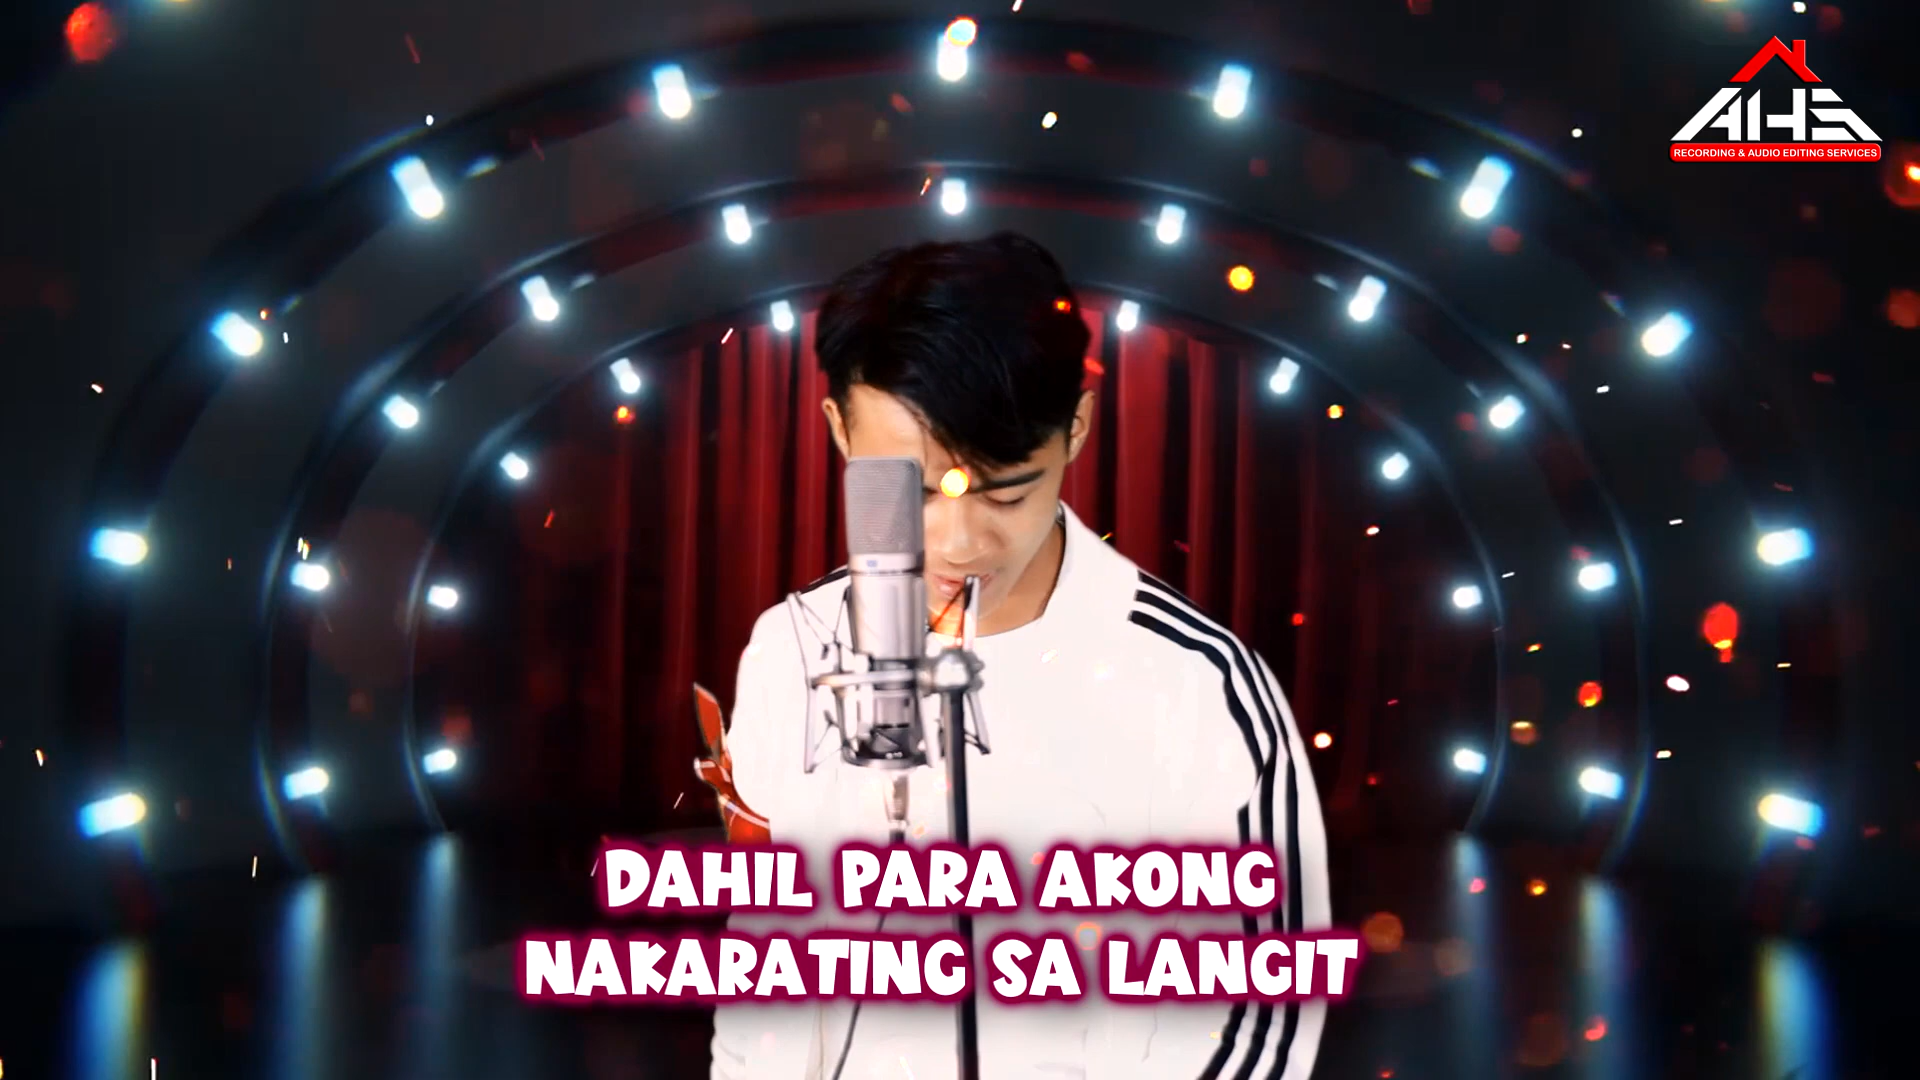 AHS
RECORDING & AUDIO EDITING SERVICES
DAHIL PARA AKONG
NAKARATING SA LANGIT